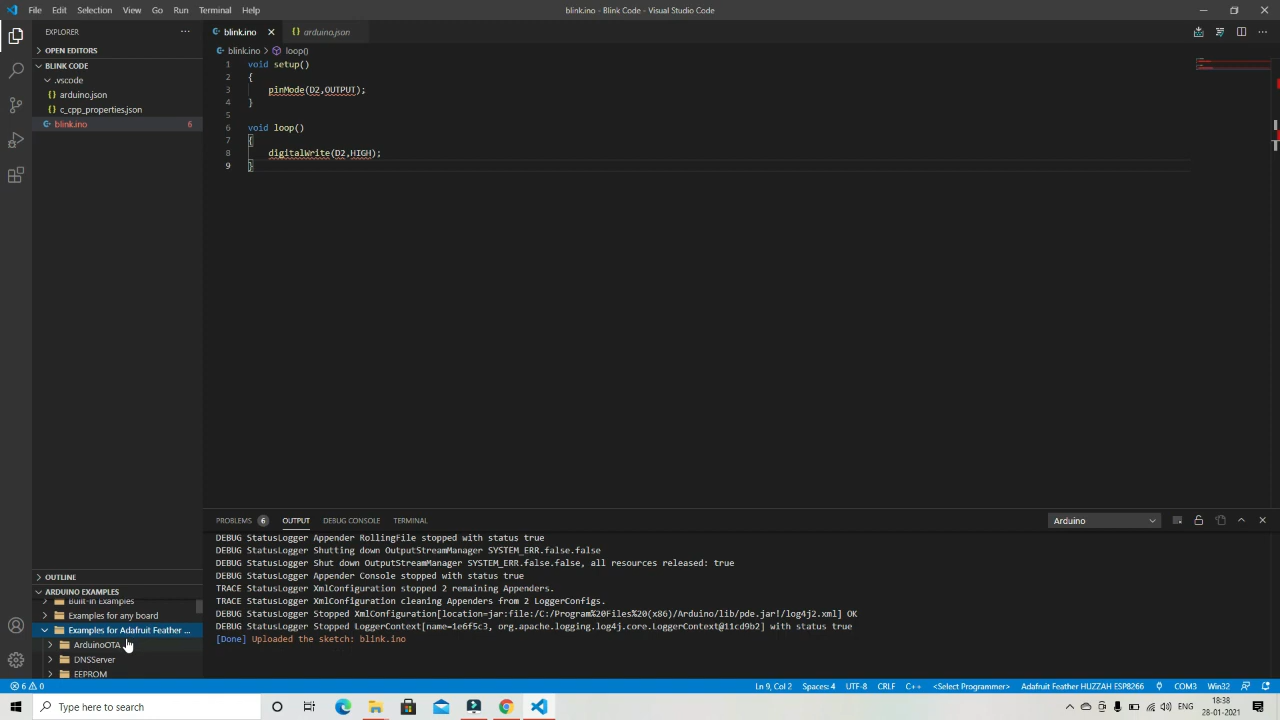 File Edit Selection View Go Run Terminal Help
blink.ino - Blink Code - Visual Studio Code
EXPLORER
OPEN EDITORS
BLINK CODE
.vscode
arduino.json
c_cpp_properties.json
blink.ino 6
blink.ino
arduino.json
blink.ino > loop()
1 void setup()
2 {
3 pinMode(D2,OUTPUT);
4 }
5
6 void loop()
7 {
8 digitalWrite(D2,HIGH);
9 }
OUTLINE
ARDUINO EXAMPLES
Built-in Examples
Examples for any board
Examples for Adafruit Feather ...
ArduinoOTA
DNSServer
EEPROM
PROBLEMS 6 OUTPUT DEBUG CONSOLE TERMINAL
Arduino
DEBUG StatusLogger Appender RollingFile stopped with status true
DEBUG StatusLogger Shutting down OutputStreamManager SYSTEM_ERR.false.false
DEBUG StatusLogger Shut down OutputStreamManager SYSTEM_ERR.false.false, all resources released: true
DEBUG StatusLogger Appender Console stopped with status true
TRACE StatusLogger XmlConfiguration stopped 2 remaining Appenders.
TRACE StatusLogger XmlConfiguration cleaning Appenders from 2 LoggerConfigs.
DEBUG StatusLogger Stopped XmlConfiguration[location=jar:file:/C:/Program%20Files%20(x86)/Arduino/lib/pde.jar!/log4j2.xml] OK
DEBUG StatusLogger Stopped LoggerContext[name=1e6f5c3, org.apache.logging.log4j.core.LoggerContext@11cd9b2] with status true
[Done] Uploaded the sketch: blink.ino
6 0
Ln 9, Col 2 Spaces: 4 UTF-8 CRLF C++ <Select Programmer> Adafruit Feather HUZZAH ESP8266 COM3 Win32
Type here to search
ENG
18:38
28-01-2021